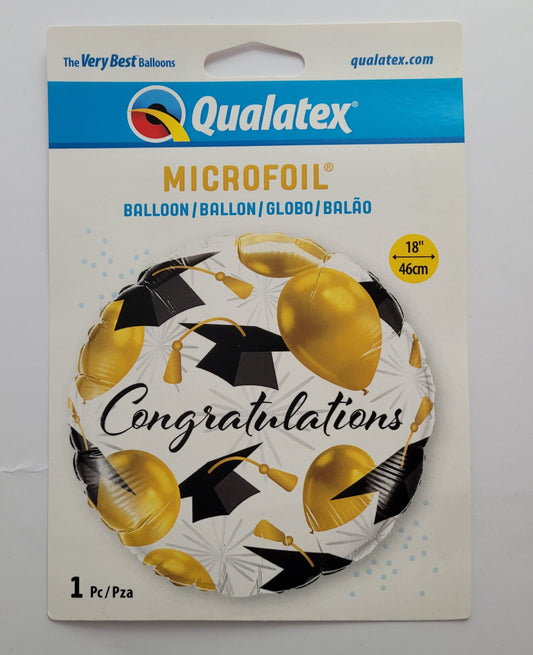 The Very Best Balloons
qualatex.com
Qualatex®
MICROFOIL®
BALLOON / BALLON / GLOBO / BALÃO
18"
46cm
Congratulations
1 Pc/Pza